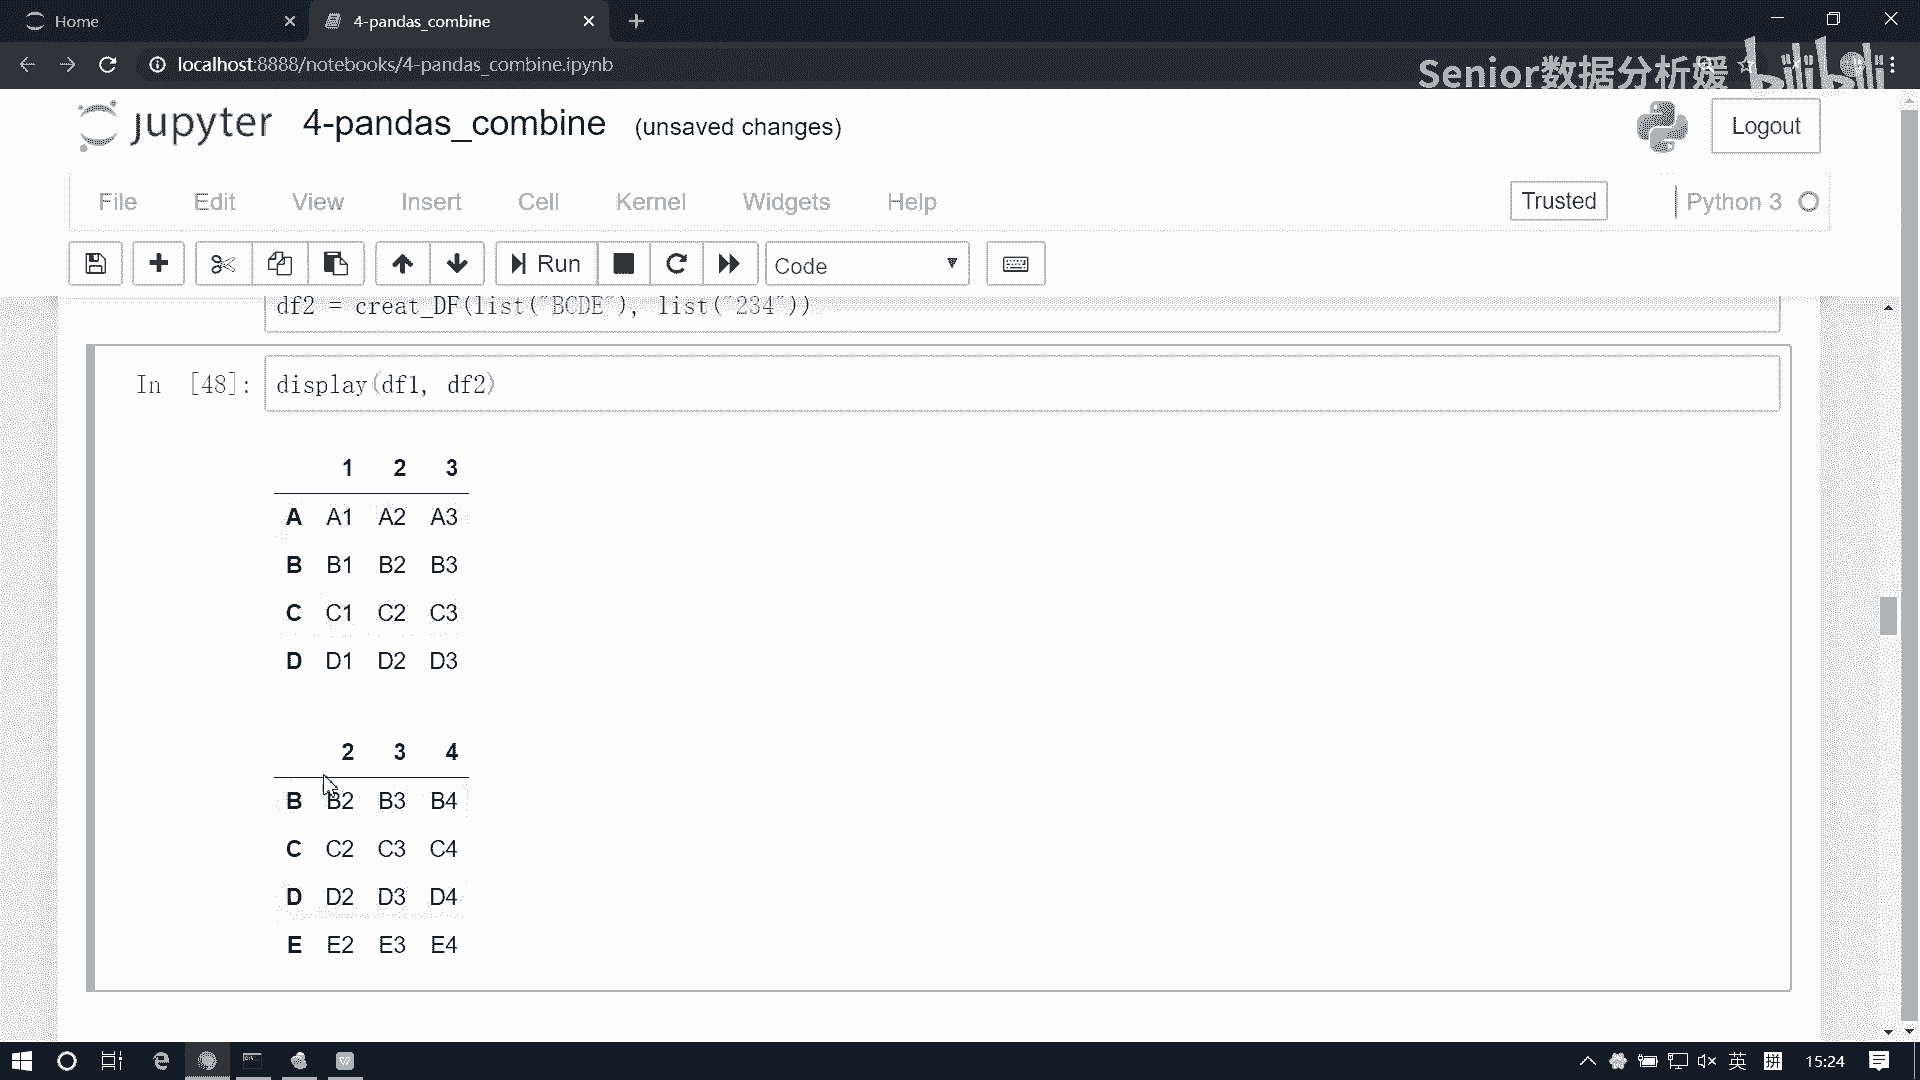 Home
4-pandas_combine
localhost:8888/notebooks/4-pandas_combine.ipynb
Senior数据分析媛 bilibili
jupyter 4-pandas_combine (unsaved changes)
Logout
File Edit View Insert Cell Kernel Widgets Help
Trusted
Python 3
Run
Code
df2 = creat_DF(list("BCDE"), list("234"))
In [48]: display(df1, df2)
1 2 3
A A1 A2 A3
B B1 B2 B3
C C1 C2 C3
D D1 D2 D3
2 3 4
B B2 B3 B4
C C2 C3 C4
D D2 D3 D4
E E2 E3 E4
英 拼 15:24